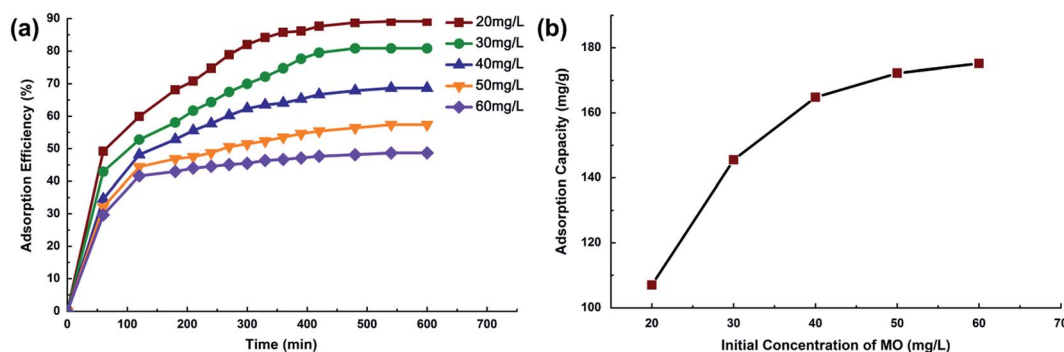 (a)
Adsorption Efficiency (%)
90
80
70
60
50
40
30
20
10
0
0 100 200 300 400 500 600 700
Time (min)
20mg/L
30mg/L
40mg/L
50mg/L
60mg/L
(b)
Adsorption Capacity (mg/g)
180
160
140
120
100
20 30 40 50 60 70
Initial Concentration of MO (mg/L)